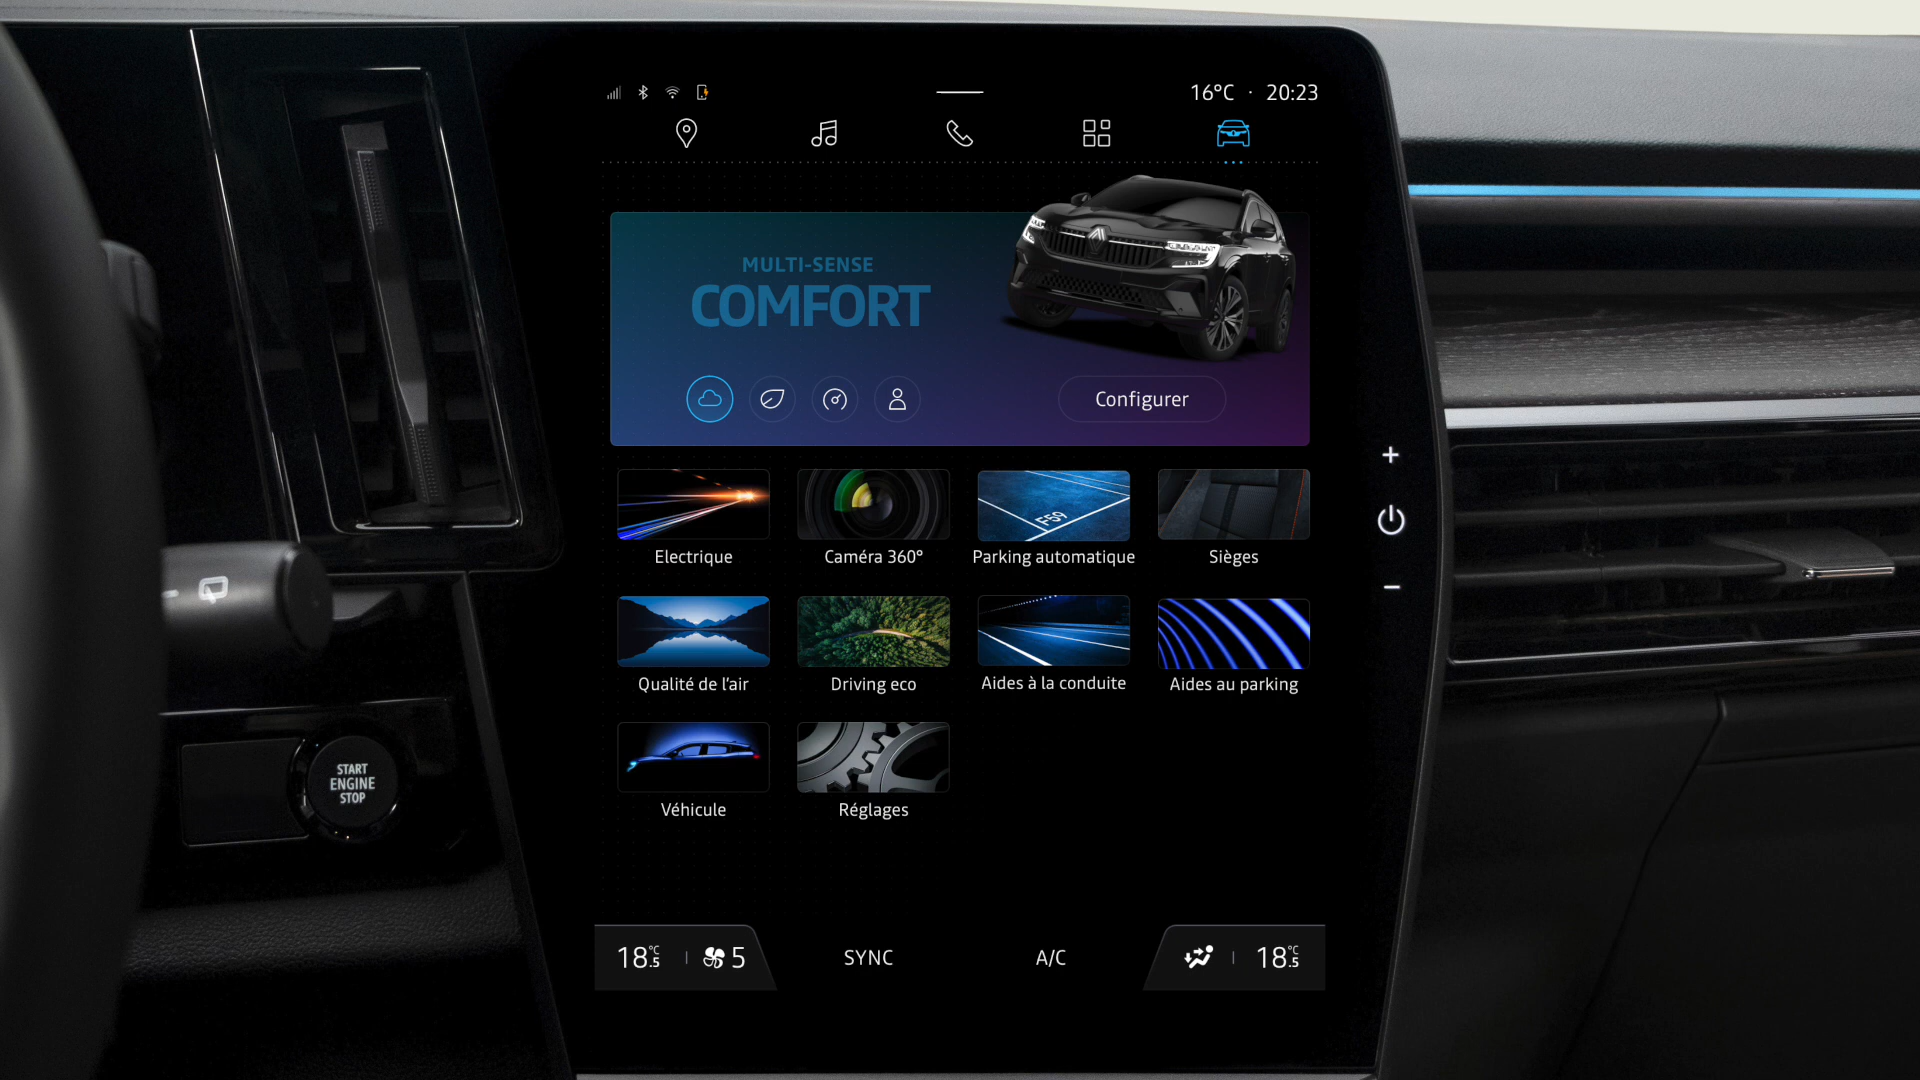 16°C · 20:23
MULTI-SENSE
COMFORT
Configurer
F59
Electrique
Caméra 360°
Parking automatique
Sièges
Qualité de l'air
Driving eco
Aides à la conduite
Aides au parking
START
ENGINE
STOP
Véhicule
Réglages
18.5°C
5
SYNC
A/C
18.5°C